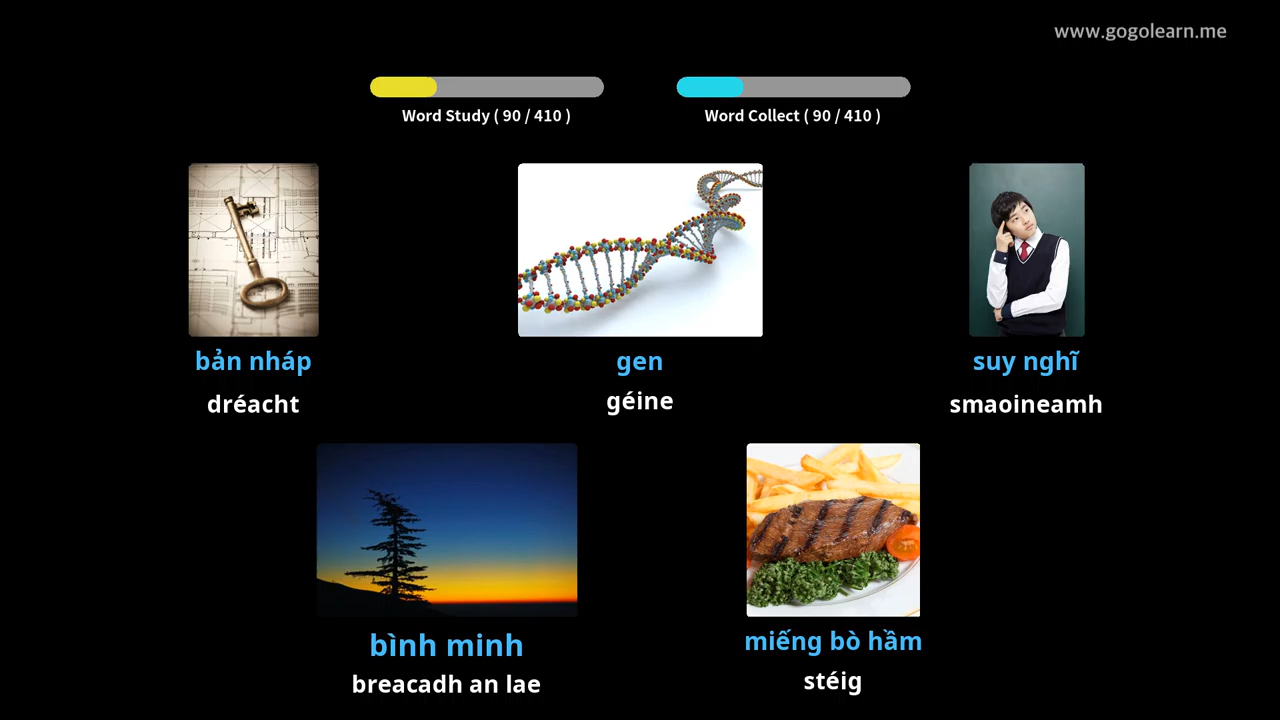 www.gogolearn.me
Word Study ( 90 / 410 )
Word Collect ( 90 / 410 )
bản nháp
dréacht
gen
géine
suy nghĩ
smaoineamh
bình minh
breacadh an lae
miếng bò hầm
stéig